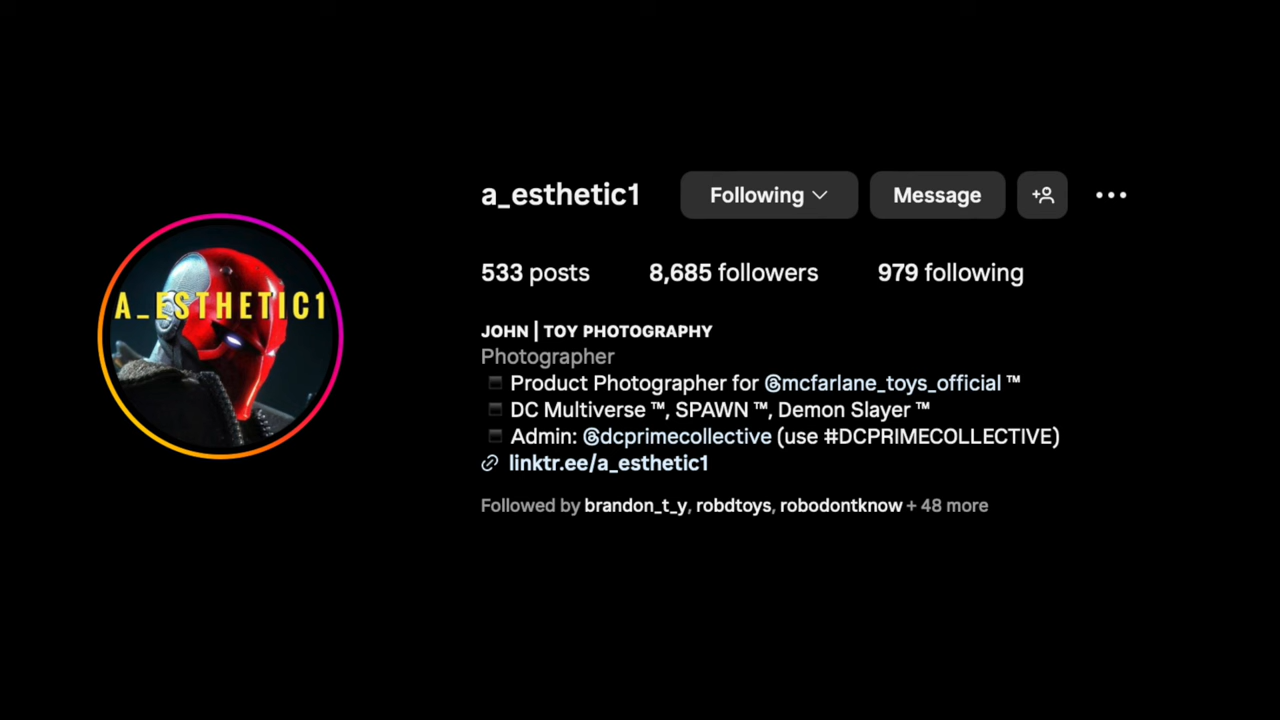 a_esthetic1 Following Message
A_ESTHETIC1
533 posts 8,685 followers 979 following
JOHN | TOY PHOTOGRAPHY
Photographer
Product Photographer for @mcfarlane_toys_official ™
DC Multiverse ™, SPAWN ™, Demon Slayer ™
Admin: @dcprimecollective (use #DCPRIMECOLLECTIVE)
linktr.ee/a_esthetic1
Followed by brandon_t_y, robdtoys, robodontknow + 48 more